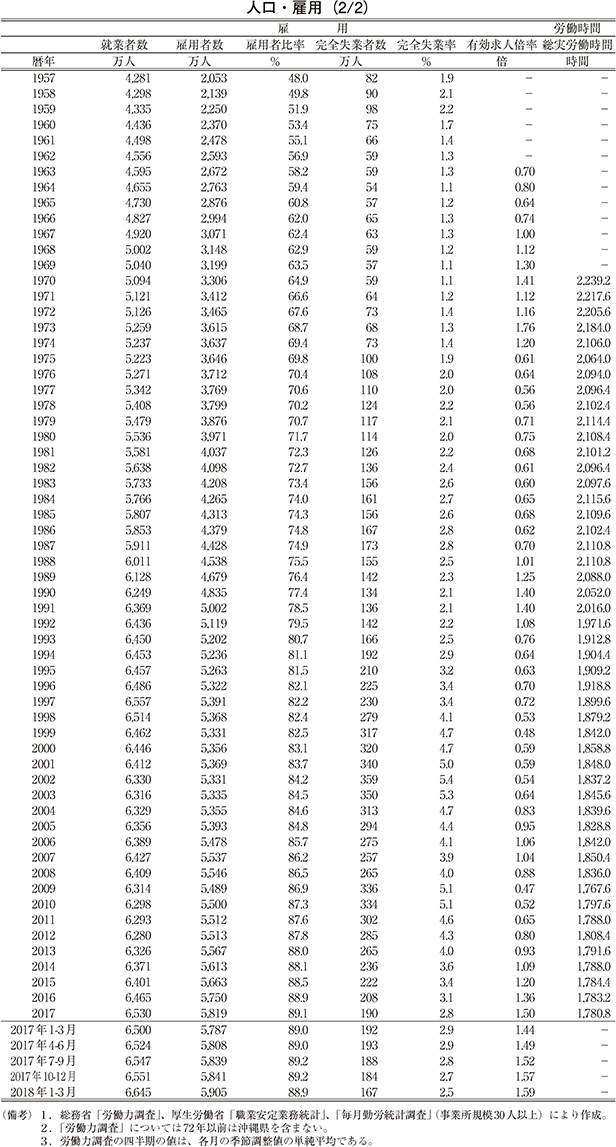 人口・雇用（2/2）
雇　用　労働時間
就業者数 雇用者数 雇用者比率 完全失業者数 完全失業率 有効求人倍率 総実労働時間
暦年 万人 万人 % 万人 % 倍 時間
1957 4,281 2,053 48.0 82 1.9 − −
1958 4,298 2,139 49.8 90 2.1 − −
1959 4,335 2,250 51.9 98 2.2 − −
1960 4,436 2,370 53.4 75 1.7 − −
1961 4,498 2,478 55.1 66 1.4 − −
1962 4,556 2,593 56.9 59 1.3 − −
1963 4,595 2,672 58.2 59 1.3 0.70 −
1964 4,655 2,763 59.4 54 1.1 0.80 −
1965 4,730 2,876 60.8 57 1.2 0.64 −
1966 4,827 2,994 62.0 65 1.3 0.74 −
1967 4,920 3,071 62.4 63 1.3 1.00 −
1968 5,002 3,148 62.9 59 1.2 1.12 −
1969 5,040 3,199 63.5 57 1.1 1.30 −
1970 5,094 3,306 64.9 59 1.1 1.41 2,239.2
1971 5,121 3,412 66.6 64 1.2 1.12 2,217.6
1972 5,126 3,465 67.6 73 1.4 1.16 2,205.6
1973 5,259 3,615 68.7 68 1.3 1.76 2,184.0
1974 5,237 3,637 69.4 73 1.4 1.20 2,106.0
1975 5,223 3,646 69.8 100 1.9 0.61 2,064.0
1976 5,271 3,712 70.4 108 2.0 0.64 2,094.0
1977 5,342 3,769 70.6 110 2.0 0.56 2,096.4
1978 5,408 3,799 70.2 124 2.2 0.56 2,102.4
1979 5,479 3,876 70.7 117 2.1 0.71 2,114.4
1980 5,536 3,971 71.7 114 2.0 0.75 2,108.4
1981 5,581 4,037 72.3 126 2.2 0.68 2,101.2
1982 5,638 4,098 72.7 136 2.4 0.61 2,096.4
1983 5,733 4,208 73.4 156 2.6 0.60 2,097.6
1984 5,766 4,265 74.0 161 2.7 0.65 2,115.6
1985 5,807 4,313 74.3 156 2.6 0.68 2,109.6
1986 5,853 4,379 74.8 167 2.8 0.62 2,102.4
1987 5,911 4,428 74.9 173 2.8 0.70 2,110.8
1988 6,011 4,538 75.5 155 2.5 1.01 2,110.8
1989 6,128 4,679 76.4 142 2.3 1.25 2,088.0
1990 6,249 4,835 77.4 134 2.1 1.40 2,052.0
1991 6,369 5,002 78.5 136 2.1 1.40 2,016.0
1992 6,436 5,119 79.5 142 2.2 1.08 1,971.6
1993 6,450 5,202 80.7 166 2.5 0.76 1,912.8
1994 6,453 5,236 81.1 192 2.9 0.64 1,904.4
1995 6,457 5,263 81.5 210 3.2 0.63 1,909.2
1996 6,486 5,322 82.1 225 3.4 0.70 1,918.8
1997 6,557 5,391 82.2 230 3.4 0.72 1,899.6
1998 6,514 5,368 82.4 279 4.1 0.53 1,879.2
1999 6,462 5,331 82.5 317 4.7 0.48 1,842.0
2000 6,446 5,356 83.1 320 4.7 0.59 1,858.8
2001 6,412 5,369 83.7 340 5.0 0.59 1,848.0
2002 6,330 5,331 84.2 359 5.4 0.54 1,837.2
2003 6,316 5,335 84.5 350 5.3 0.64 1,845.6
2004 6,329 5,355 84.6 313 4.7 0.83 1,839.6
2005 6,356 5,393 84.8 294 4.4 0.95 1,828.8
2006 6,389 5,478 85.7 275 4.1 1.06 1,842.0
2007 6,427 5,537 86.2 257 3.9 1.04 1,850.4
2008 6,409 5,546 86.5 265 4.0 0.88 1,836.0
2009 6,314 5,489 86.9 336 5.1 0.47 1,767.6
2010 6,298 5,500 87.3 334 5.1 0.52 1,797.6
2011 6,293 5,512 87.6 302 4.6 0.65 1,788.0
2012 6,280 5,513 87.8 285 4.3 0.80 1,808.4
2013 6,326 5,567 88.0 265 4.0 0.93 1,791.6
2014 6,371 5,613 88.1 236 3.6 1.09 1,788.0
2015 6,401 5,663 88.5 222 3.4 1.20 1,784.4
2016 6,465 5,750 88.9 208 3.1 1.36 1,783.2
2017 6,530 5,819 89.1 190 2.8 1.50 1,780.8
2017年1-3月 6,500 5,787 89.0 192 2.9 1.44 −
2017年4-6月 6,524 5,808 89.0 193 2.9 1.49 −
2017年7-9月 6,547 5,839 89.2 188 2.8 1.52 −
2017年10-12月 6,551 5,841 89.2 184 2.7 1.57 −
2018年1-3月 6,645 5,905 88.9 167 2.5 1.59 −
（備考）１．総務省「労働力調査」、厚生労働省「職業安定業務統計」、「毎月勤労統計調査」（事業所規模30人以上）により作成。
２．「労働力調査」については72年以前は沖縄県を含まない。
３．労働力調査の四半期の値は、各月の季節調整値の単純平均である。